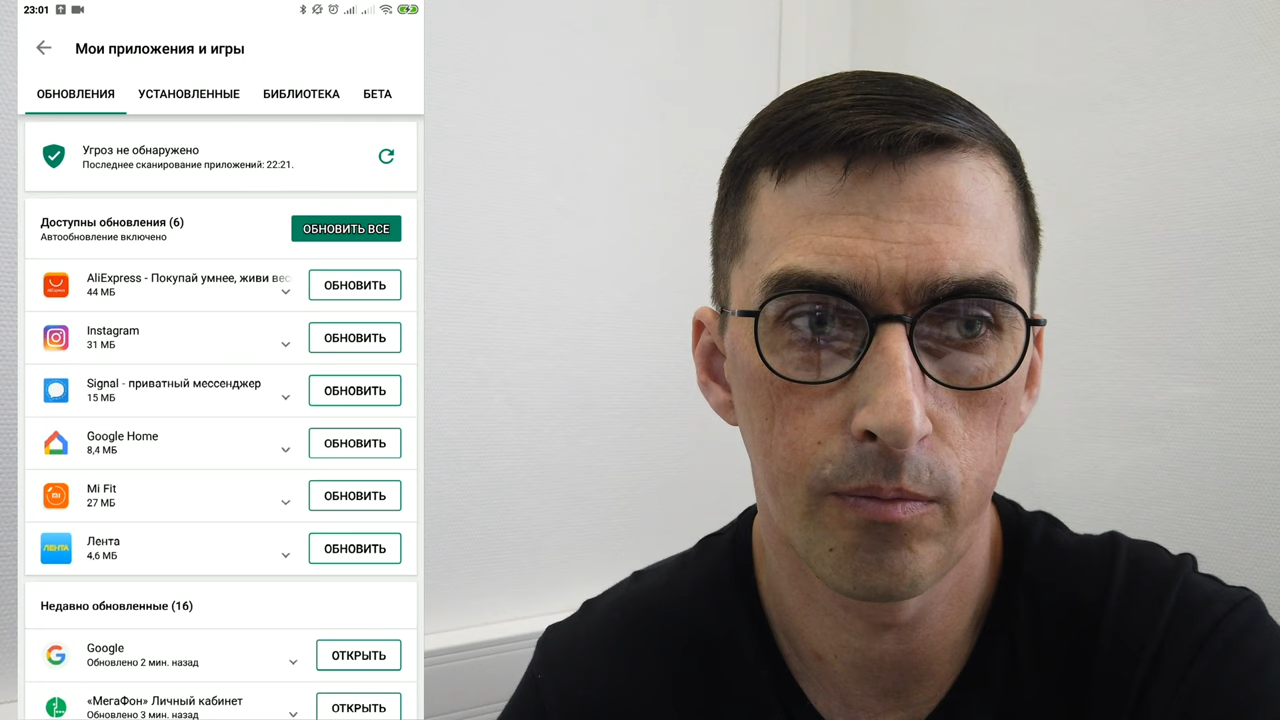 23:01
Мои приложения и игры
ОБНОВЛЕНИЯ УСТАНОВЛЕННЫЕ БИБЛИОТЕКА БЕТА
Угроз не обнаружено
Последнее сканирование приложений: 22:21.
Доступны обновления (6)
Автообновление включено
ОБНОВИТЬ ВСЕ
AliExpress - Покупай умнее, живи вес
44 МБ
ОБНОВИТЬ
Instagram
31 МБ
ОБНОВИТЬ
Signal - приватный мессенджер
15 МБ
ОБНОВИТЬ
Google Home
8,4 МБ
ОБНОВИТЬ
Mi Fit
27 МБ
ОБНОВИТЬ
ЛЕНТА
Лента
4,6 МБ
ОБНОВИТЬ
Недавно обновленные (16)
Google
Обновлено 2 мин. назад
ОТКРЫТЬ
«МегаФон» Личный кабинет
Обновлено 3 мин. назад
ОТКРЫТЬ